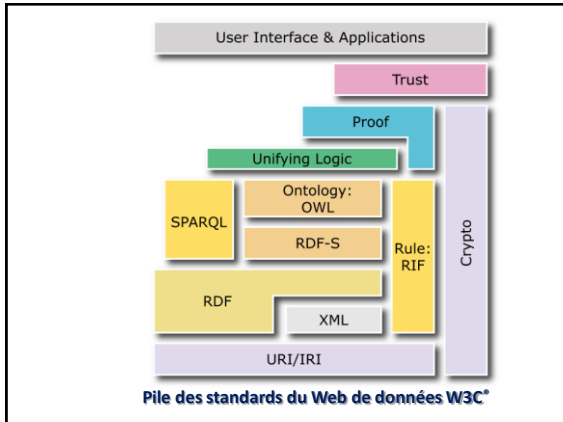 User Interface & Applications
Trust
Proof
Unifying Logic
Ontology:
OWL
SPARQL
RDF-S
Rule:
RIF
Crypto
RDF
XML
URI/IRI
Pile des standards du Web de données W3C®